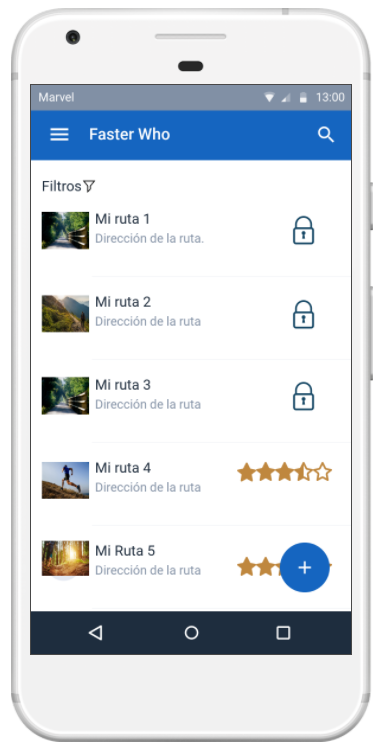 Marvel 13:00
Faster Who
Filtros
Mi ruta 1
Dirección de la ruta.
Mi ruta 2
Dirección de la ruta
Mi ruta 3
Dirección de la ruta
Mi ruta 4
Dirección de la ruta
Mi Ruta 5
Dirección de la ruta